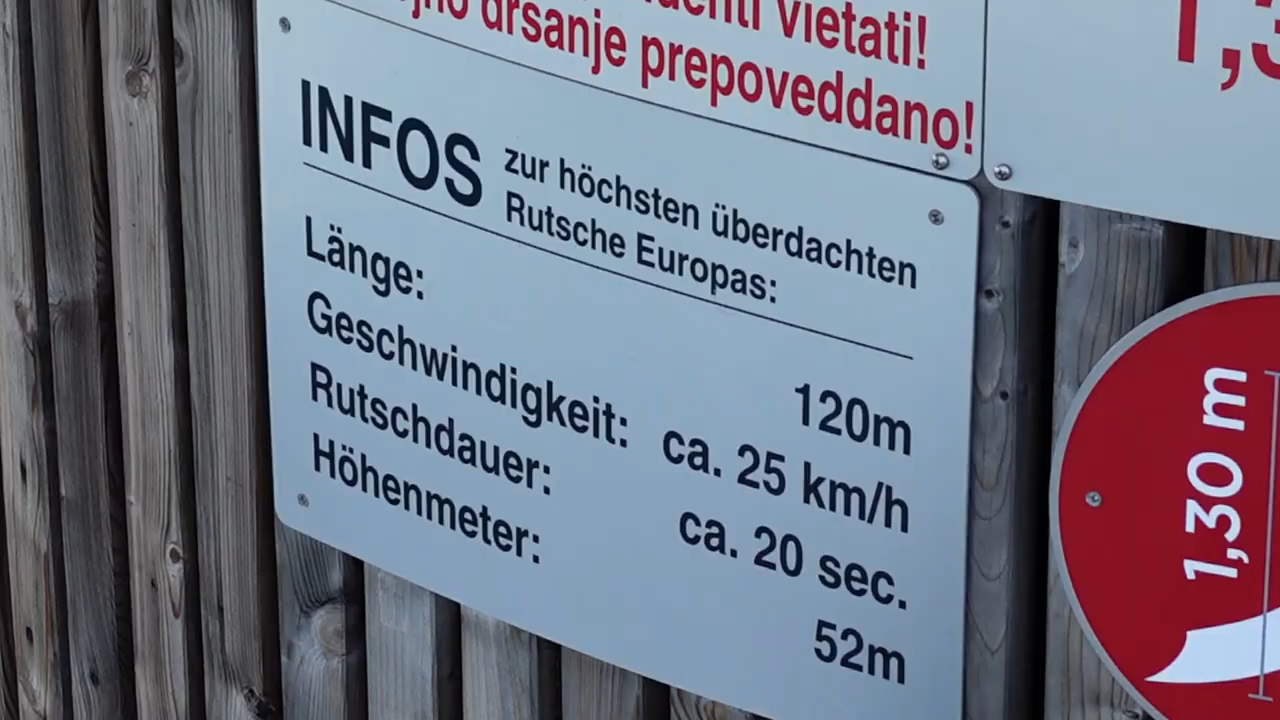 vietati!
drsanje prepoveddano!
INFOS zur höchsten überdachten
Rutsche Europas:
Länge: 120m
Geschwindigkeit: ca. 25 km/h
Rutschdauer: ca. 20 sec.
Höhenmeter: 52m
1,30 m